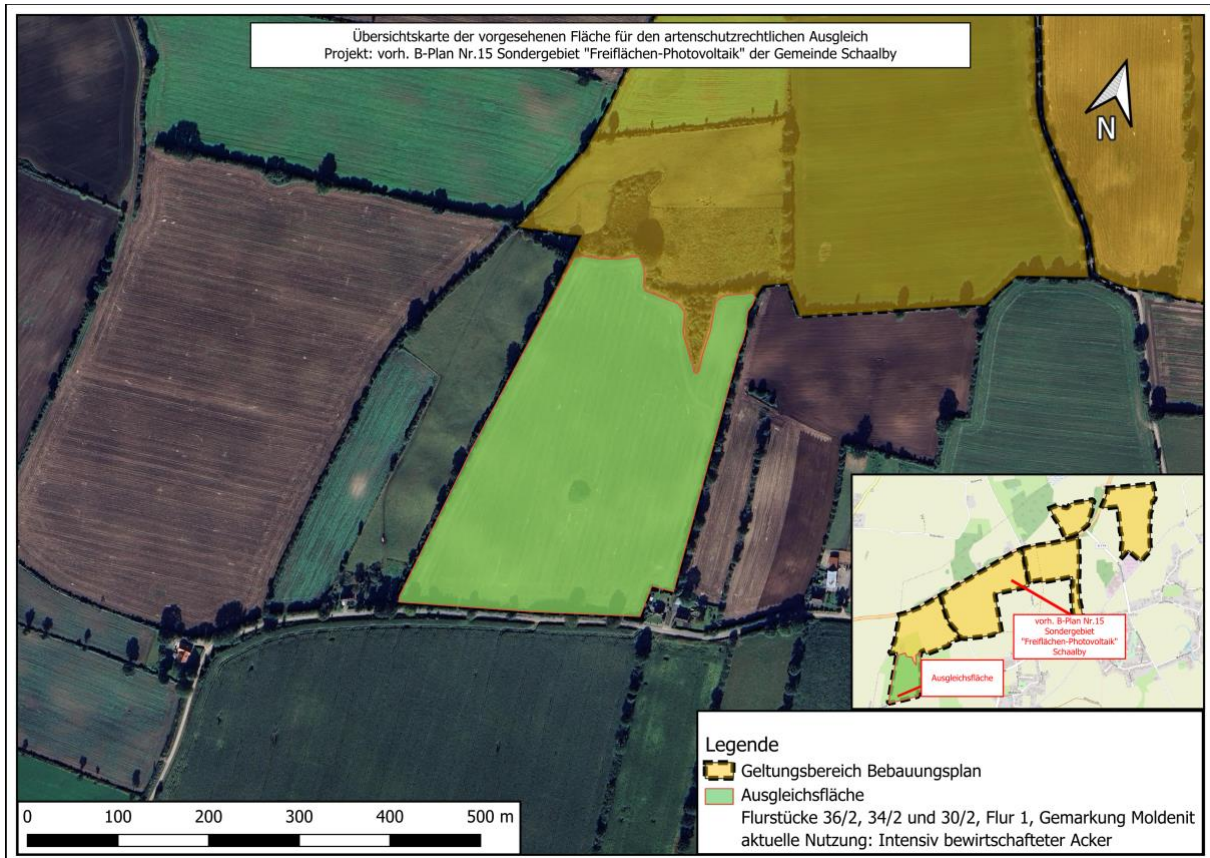 Übersichtskarte der vorgesehenen Fläche für den artenschutzrechtlichen Ausgleich
Projekt: vorh. B-Plan Nr.15 Sondergebiet "Freiflächen-Photovoltaik" der Gemeinde Schaalby
N
vorh. B-Plan Nr.15
Sondergebiet
"Freiflächen-Photovoltaik"
Schaalby
Ausgleichsfläche
Legende
Geltungsbereich Bebauungsplan
Ausgleichsfläche
Flurstücke 36/2, 34/2 und 30/2, Flur 1, Gemarkung Moldenit
aktuelle Nutzung: Intensiv bewirtschafteter Acker
0 100 200 300 400 500 m